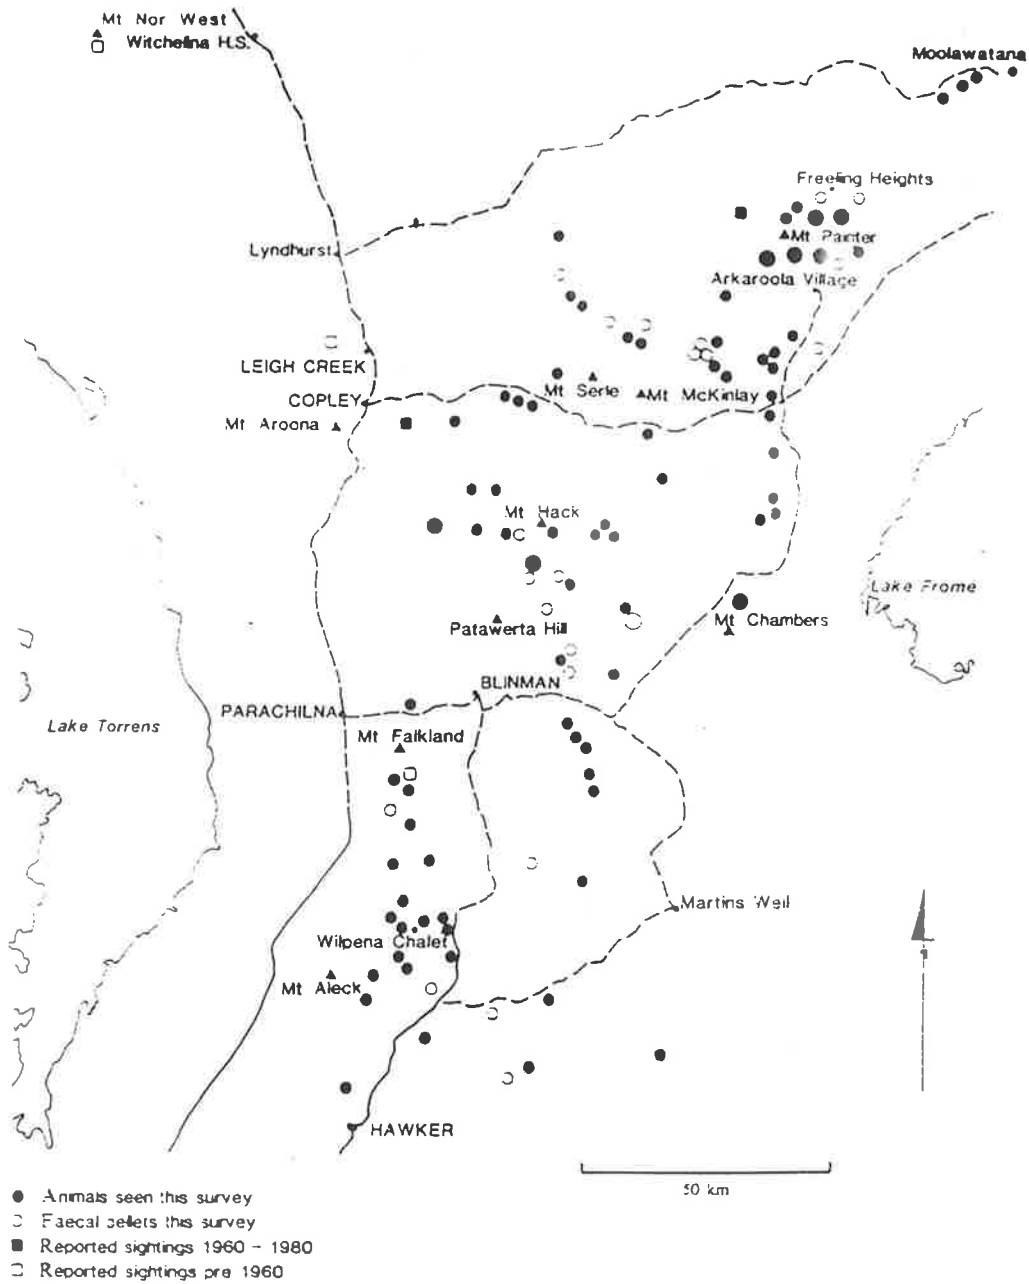 Mt Nor West
Witchelina H.S.
Moolawatana
Freeling Heights
Lyndhurst
Mt Painter
Arkaroola Village
LEIGH CREEK
COPLEY
Mt Serle
Mt McKinlay
Mt Aroona
Mt Hack
Lake Frome
Mt Chambers
Patawerta Hill
BLINMAN
PARACHILNA
Lake Torrens
Mt Falkland
Martins Well
Wilpena Chalet
Mt Aleck
HAWKER
50 km
Animals seen this survey
Faecal pellets this survey
Reported sightings 1960 - 1980
Reported sightings pre 1960